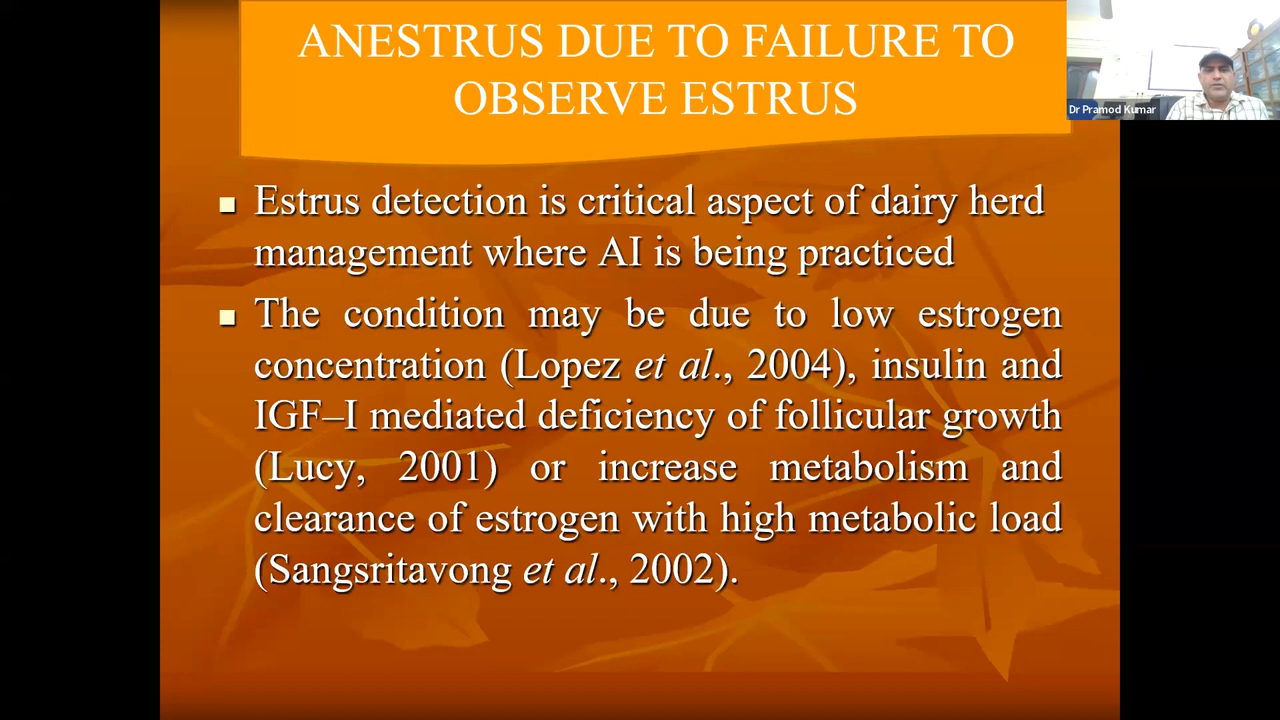 ANESTRUS DUE TO FAILURE TO
OBSERVE ESTRUS
Dr Pramod Kumar
Estrus detection is critical aspect of dairy herd
management where AI is being practiced
The condition may be due to low estrogen
concentration (Lopez et al., 2004), insulin and
IGF–I mediated deficiency of follicular growth
(Lucy, 2001) or increase metabolism and
clearance of estrogen with high metabolic load
(Sangsritavong et al., 2002).